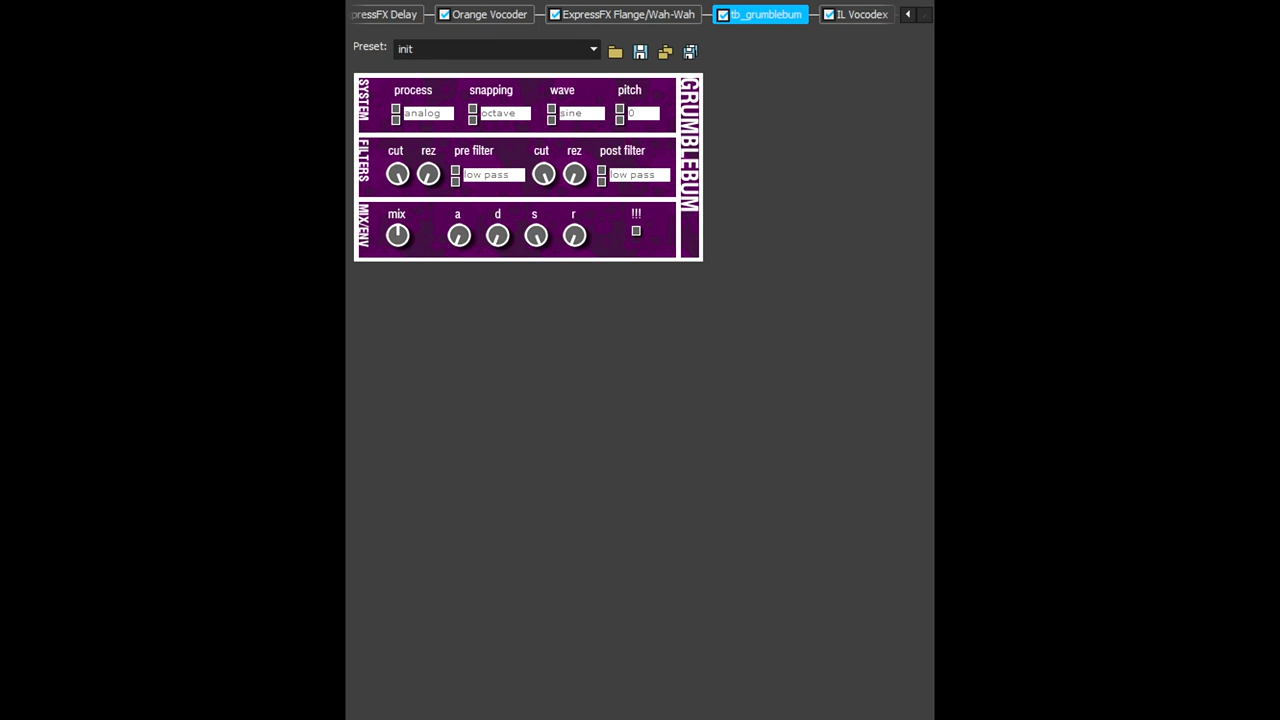 pressFX Delay Orange Vocoder ExpressFX Flange/Wah-Wah tb_grumblebum IL Vocodex
Preset: init
SYSTEM process snapping wave pitch
analog octave sine 0
FILTERS cut rez pre filter cut rez post filter
low pass low pass
MIX/ENV mix a d s r !!!
GRUMBLEBUM